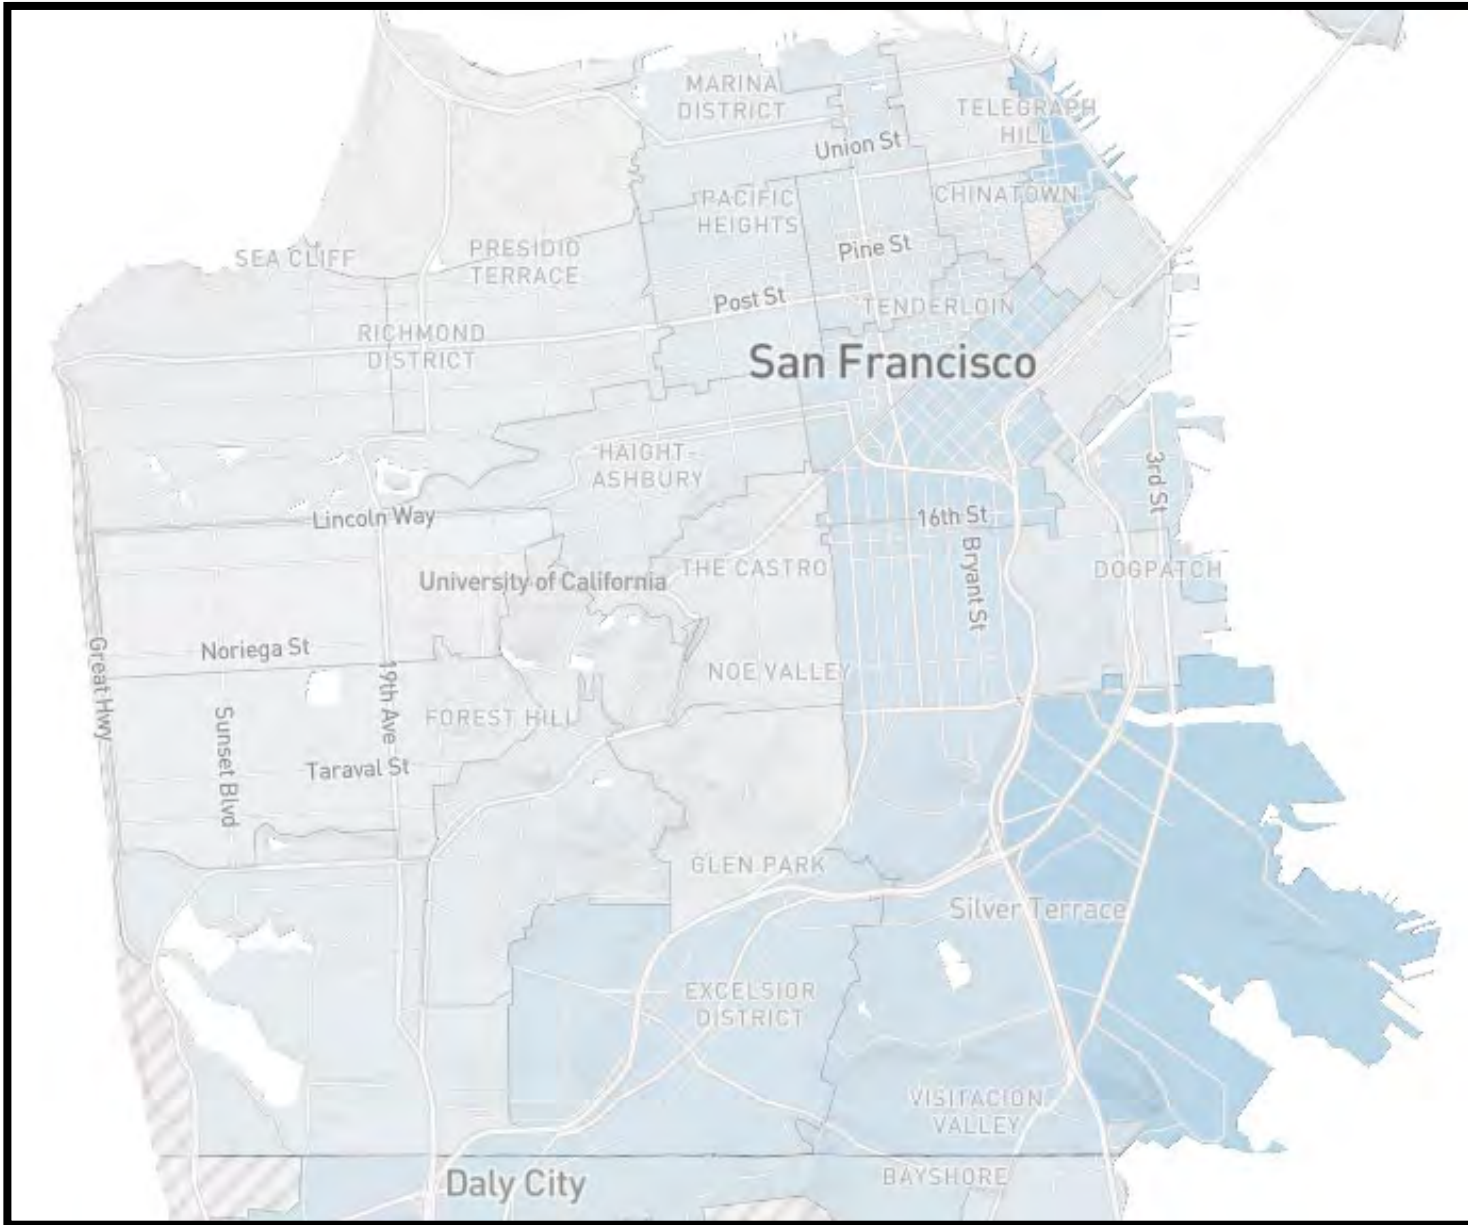 MARINA
DISTRICT
TELEGRAPH
HILL
Union St
PACIFIC
HEIGHTS
CHINATOWN
SEA CLIFF
PRESIDIO
TERRACE
Pine St
Post St
TENDERLOIN
RICHMOND
DISTRICT
San Francisco
HAIGHT-
ASHBURY
3rd St
Lincoln Way
16th St
Bryant St
University of California
THE CASTRO
DOGPATCH
Great Hwy
Noriega St
19th Ave
NOE VALLEY
Sunset Blvd
FOREST HILL
Taraval St
GLEN PARK
Silver Terrace
EXCELSIOR
DISTRICT
VISITACION
VALLEY
Daly City
BAYSHORE